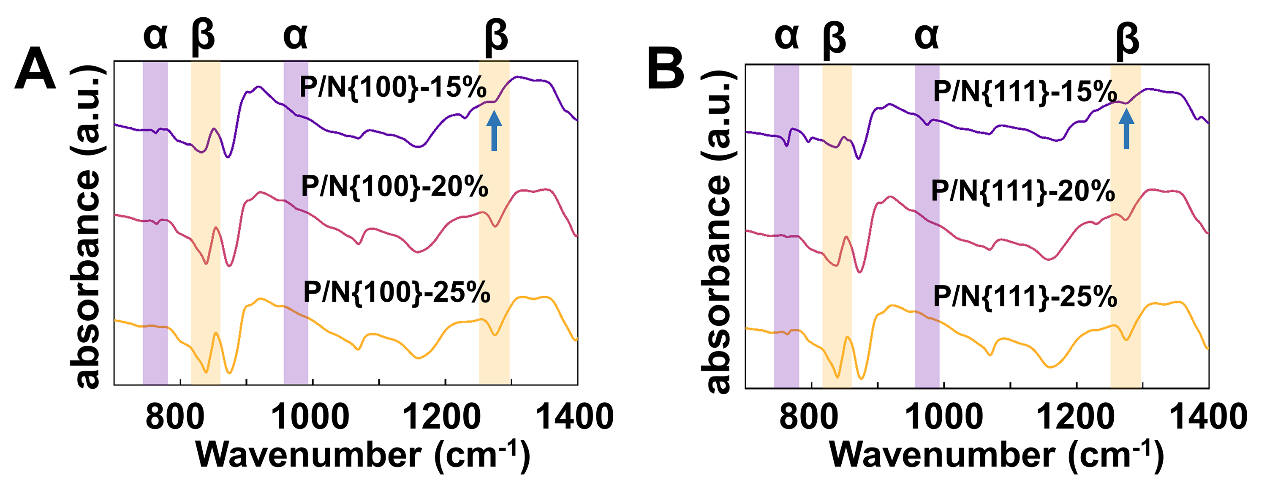 α β α β
A
absorbance (a.u.)
P/N{100}-15%
P/N{100}-20%
P/N{100}-25%
800 1000 1200 1400
Wavenumber (cm-1)
α β α β
B
absorbance (a.u.)
P/N{111}-15%
P/N{111}-20%
P/N{111}-25%
800 1000 1200 1400
Wavenumber (cm-1)